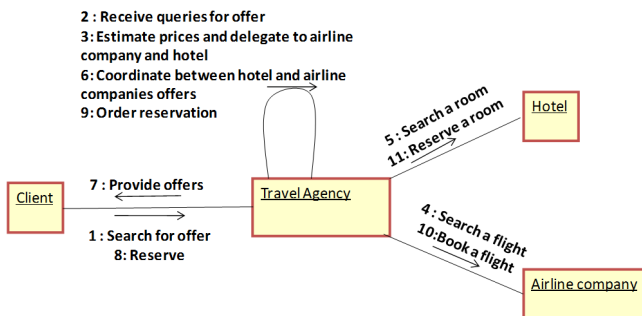 2 : Receive queries for offer
3: Estimate prices and delegate to airline
company and hotel
6: Coordinate between hotel and airline
companies offers
9: Order reservation
5 : Search a room
11: Reserve a room
Hotel
7 : Provide offers
Client
Travel Agency
1 : Search for offer
8: Reserve
4 : Search a flight
10:Book a flight
Airline company